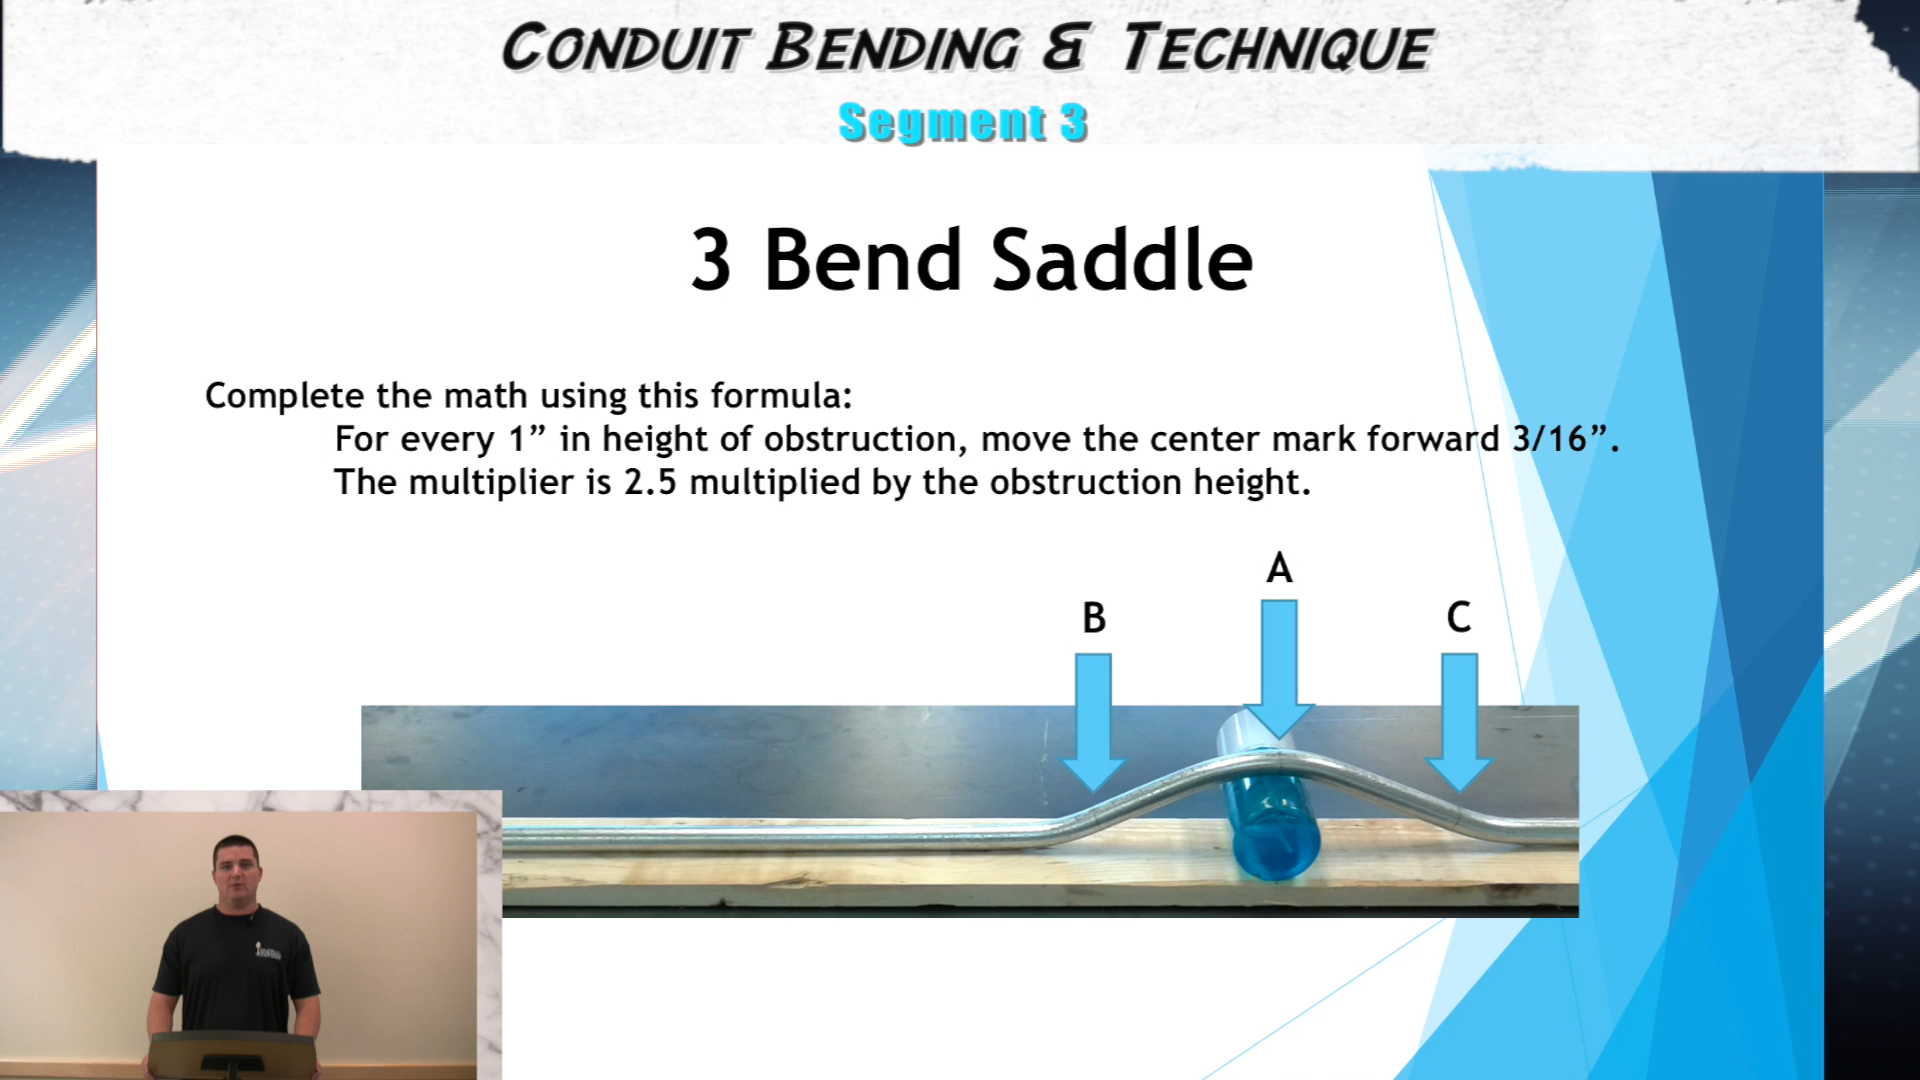 CONDUIT BENDING & TECHNIQUE
Segment 3
3 Bend Saddle
Complete the math using this formula:
For every 1” in height of obstruction, move the center mark forward 3/16”.
The multiplier is 2.5 multiplied by the obstruction height.
A
B C